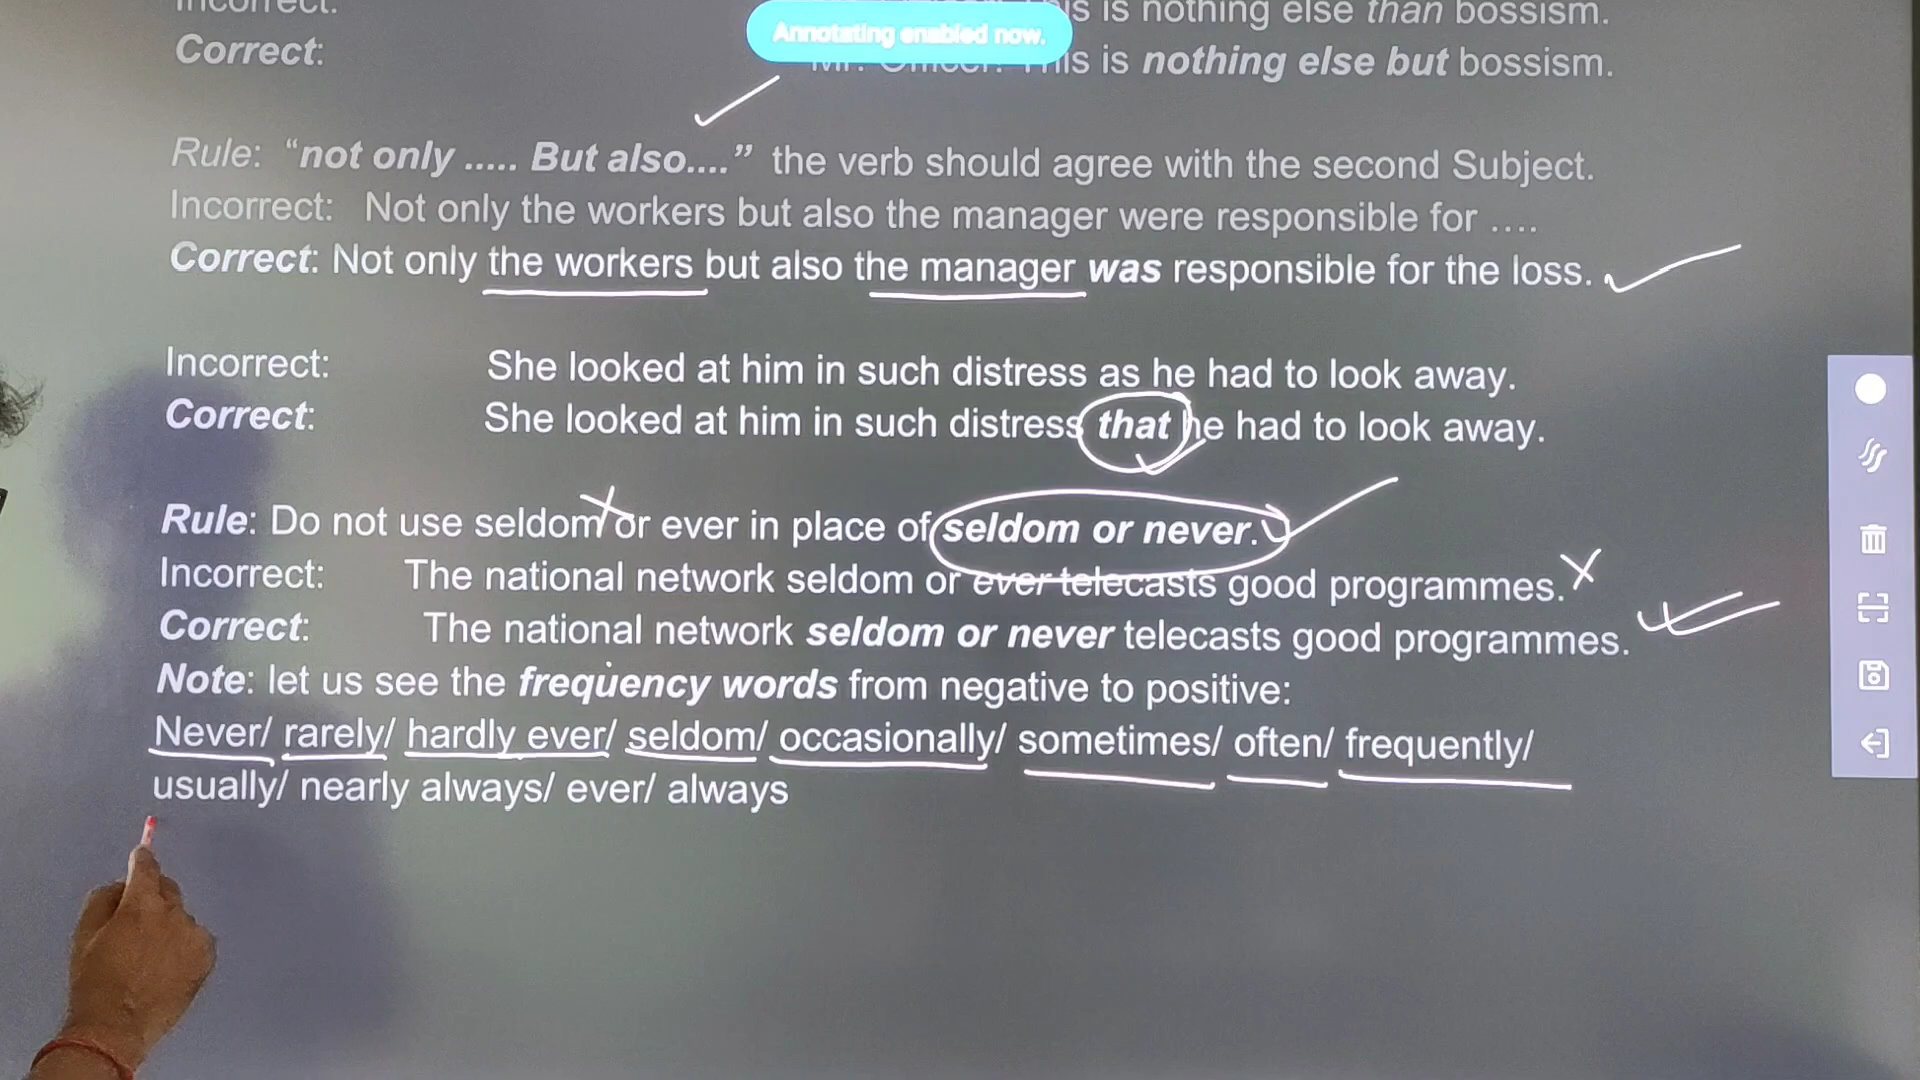 Incorrect: is is nothing else than bossism.
Annotating enabled now.
Correct: Mr. Officer: This is nothing else but bossism.
Rule: “not only ..... But also....” the verb should agree with the second Subject.
Incorrect: Not only the workers but also the manager were responsible for ....
Correct: Not only the workers but also the manager was responsible for the loss.
Incorrect: She looked at him in such distress as he had to look away.
Correct: She looked at him in such distress that he had to look away.
Rule: Do not use seldom or ever in place of seldom or never.
Incorrect: The national network seldom or ever telecasts good programmes.
Correct: The national network seldom or never telecasts good programmes.
Note: let us see the frequency words from negative to positive:
Never/ rarely/ hardly ever/ seldom/ occasionally/ sometimes/ often/ frequently/
usually/ nearly always/ ever/ always